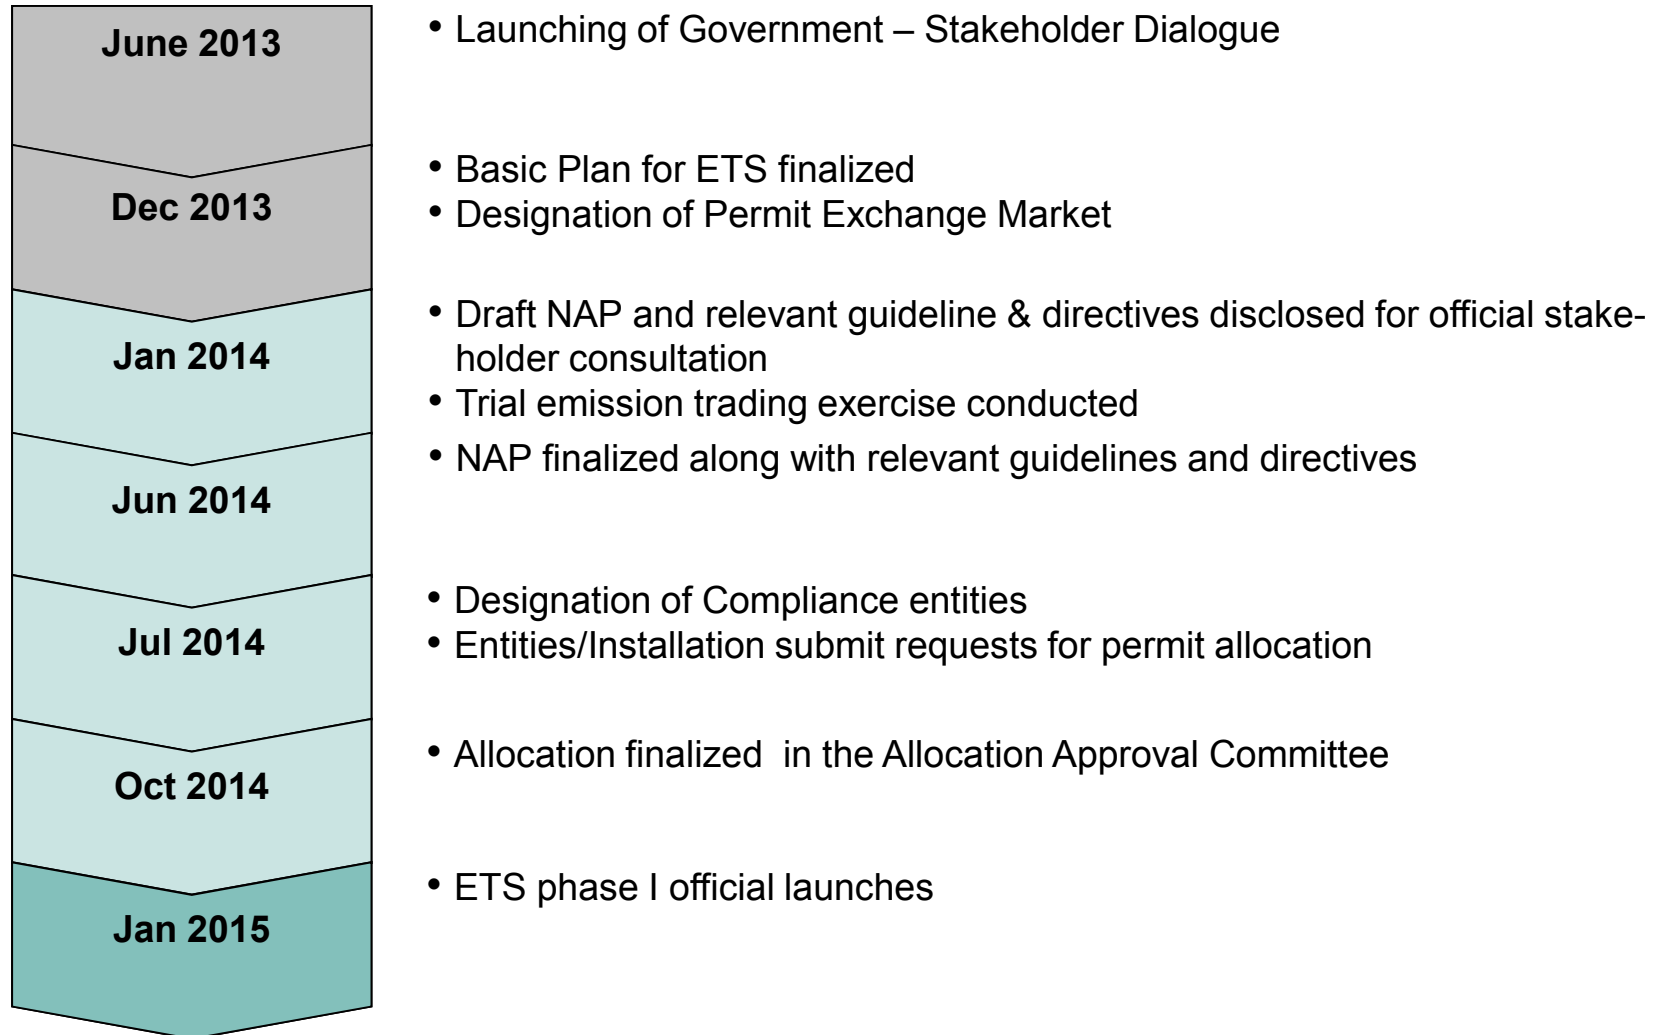 June 2013
• Launching of Government – Stakeholder Dialogue
Dec 2013
• Basic Plan for ETS finalized
• Designation of Permit Exchange Market
Jan 2014
• Draft NAP and relevant guideline & directives disclosed for official stake-
holder consultation
• Trial emission trading exercise conducted
Jun 2014
• NAP finalized along with relevant guidelines and directives
Jul 2014
• Designation of Compliance entities
• Entities/Installation submit requests for permit allocation
Oct 2014
• Allocation finalized  in the Allocation Approval Committee
Jan 2015
• ETS phase I official launches